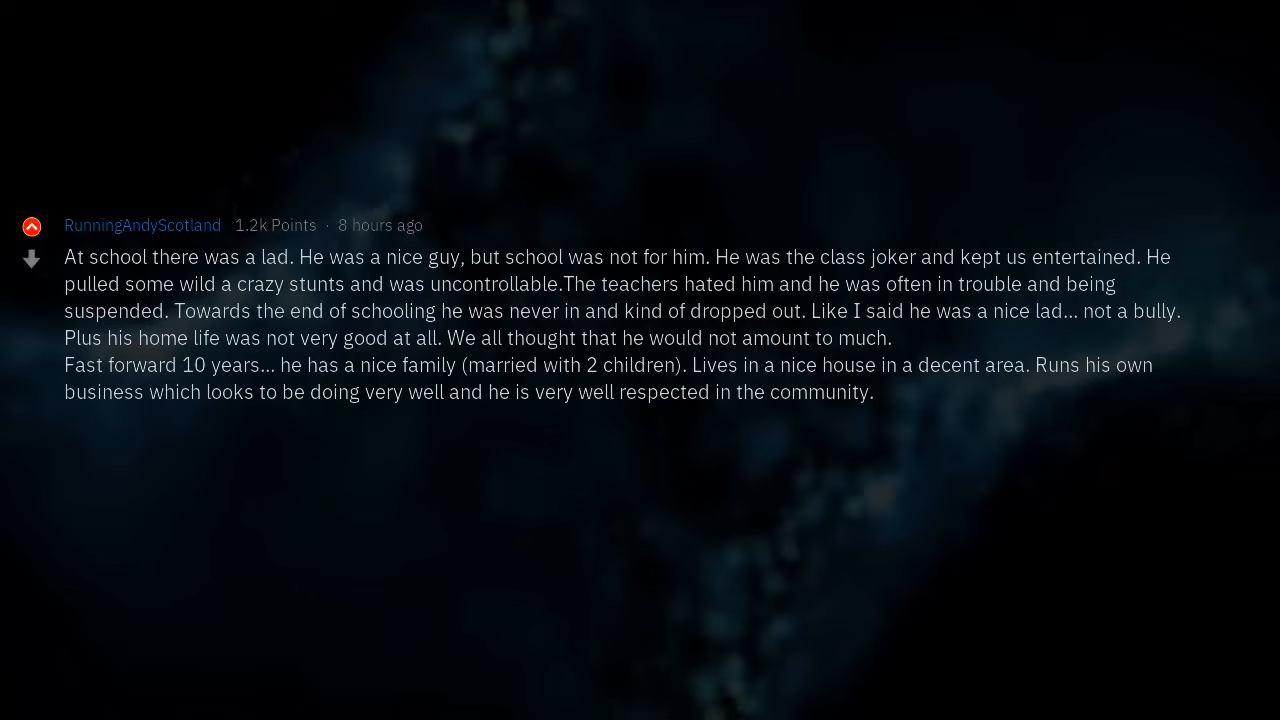 RunningAndyScotland 1.2k Points · 8 hours ago
At school there was a lad. He was a nice guy, but school was not for him. He was the class joker and kept us entertained. He
pulled some wild a crazy stunts and was uncontrollable.The teachers hated him and he was often in trouble and being
suspended. Towards the end of schooling he was never in and kind of dropped out. Like I said he was a nice lad... not a bully.
Plus his home life was not very good at all. We all thought that he would not amount to much.
Fast forward 10 years... he has a nice family (married with 2 children). Lives in a nice house in a decent area. Runs his own
business which looks to be doing very well and he is very well respected in the community.